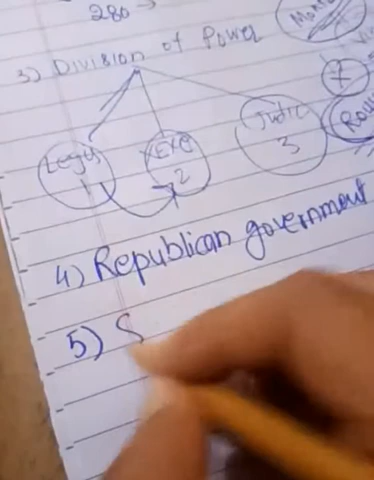 280
3) Division of Power
Legis
1
Exe
2
Judic
3
4) Republican government
5) S